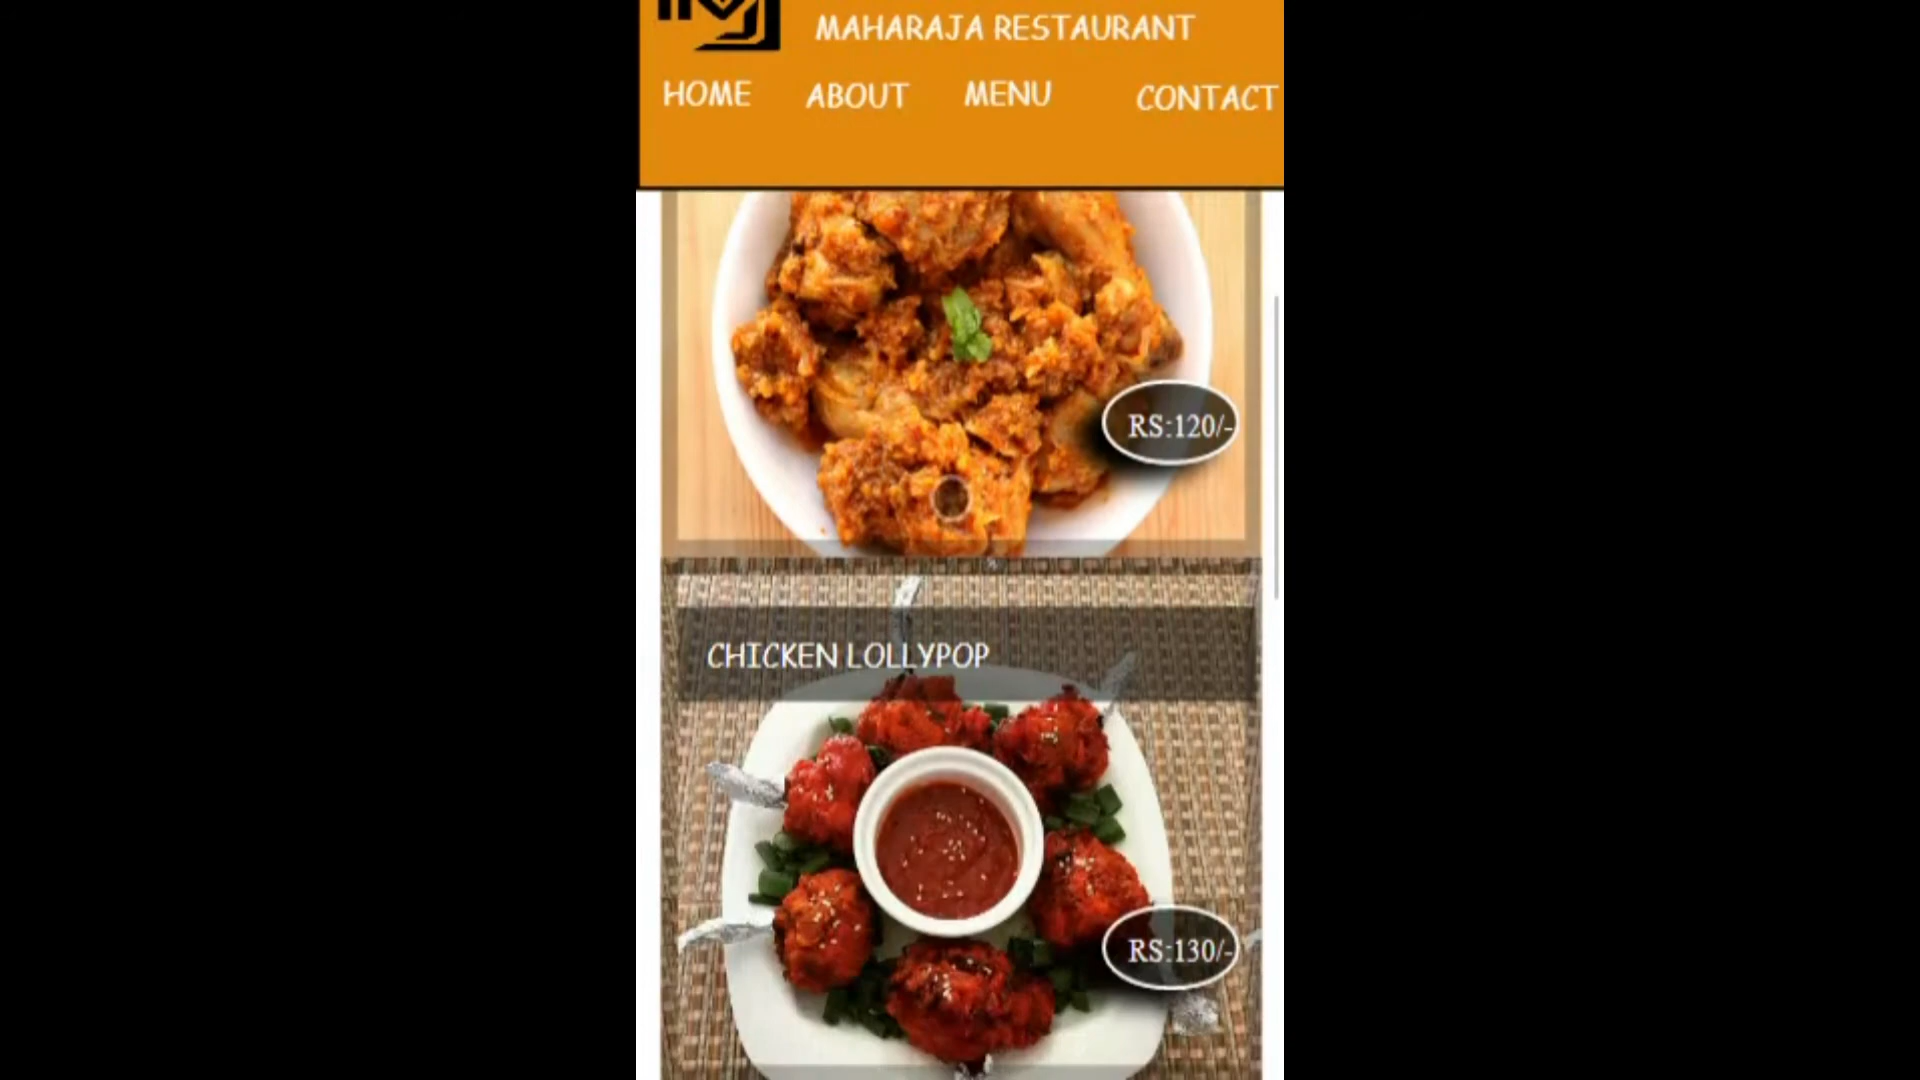 MAHARAJA RESTAURANT
HOME ABOUT MENU CONTACT
RS:120/-
CHICKEN LOLLYPOP
RS:130/-